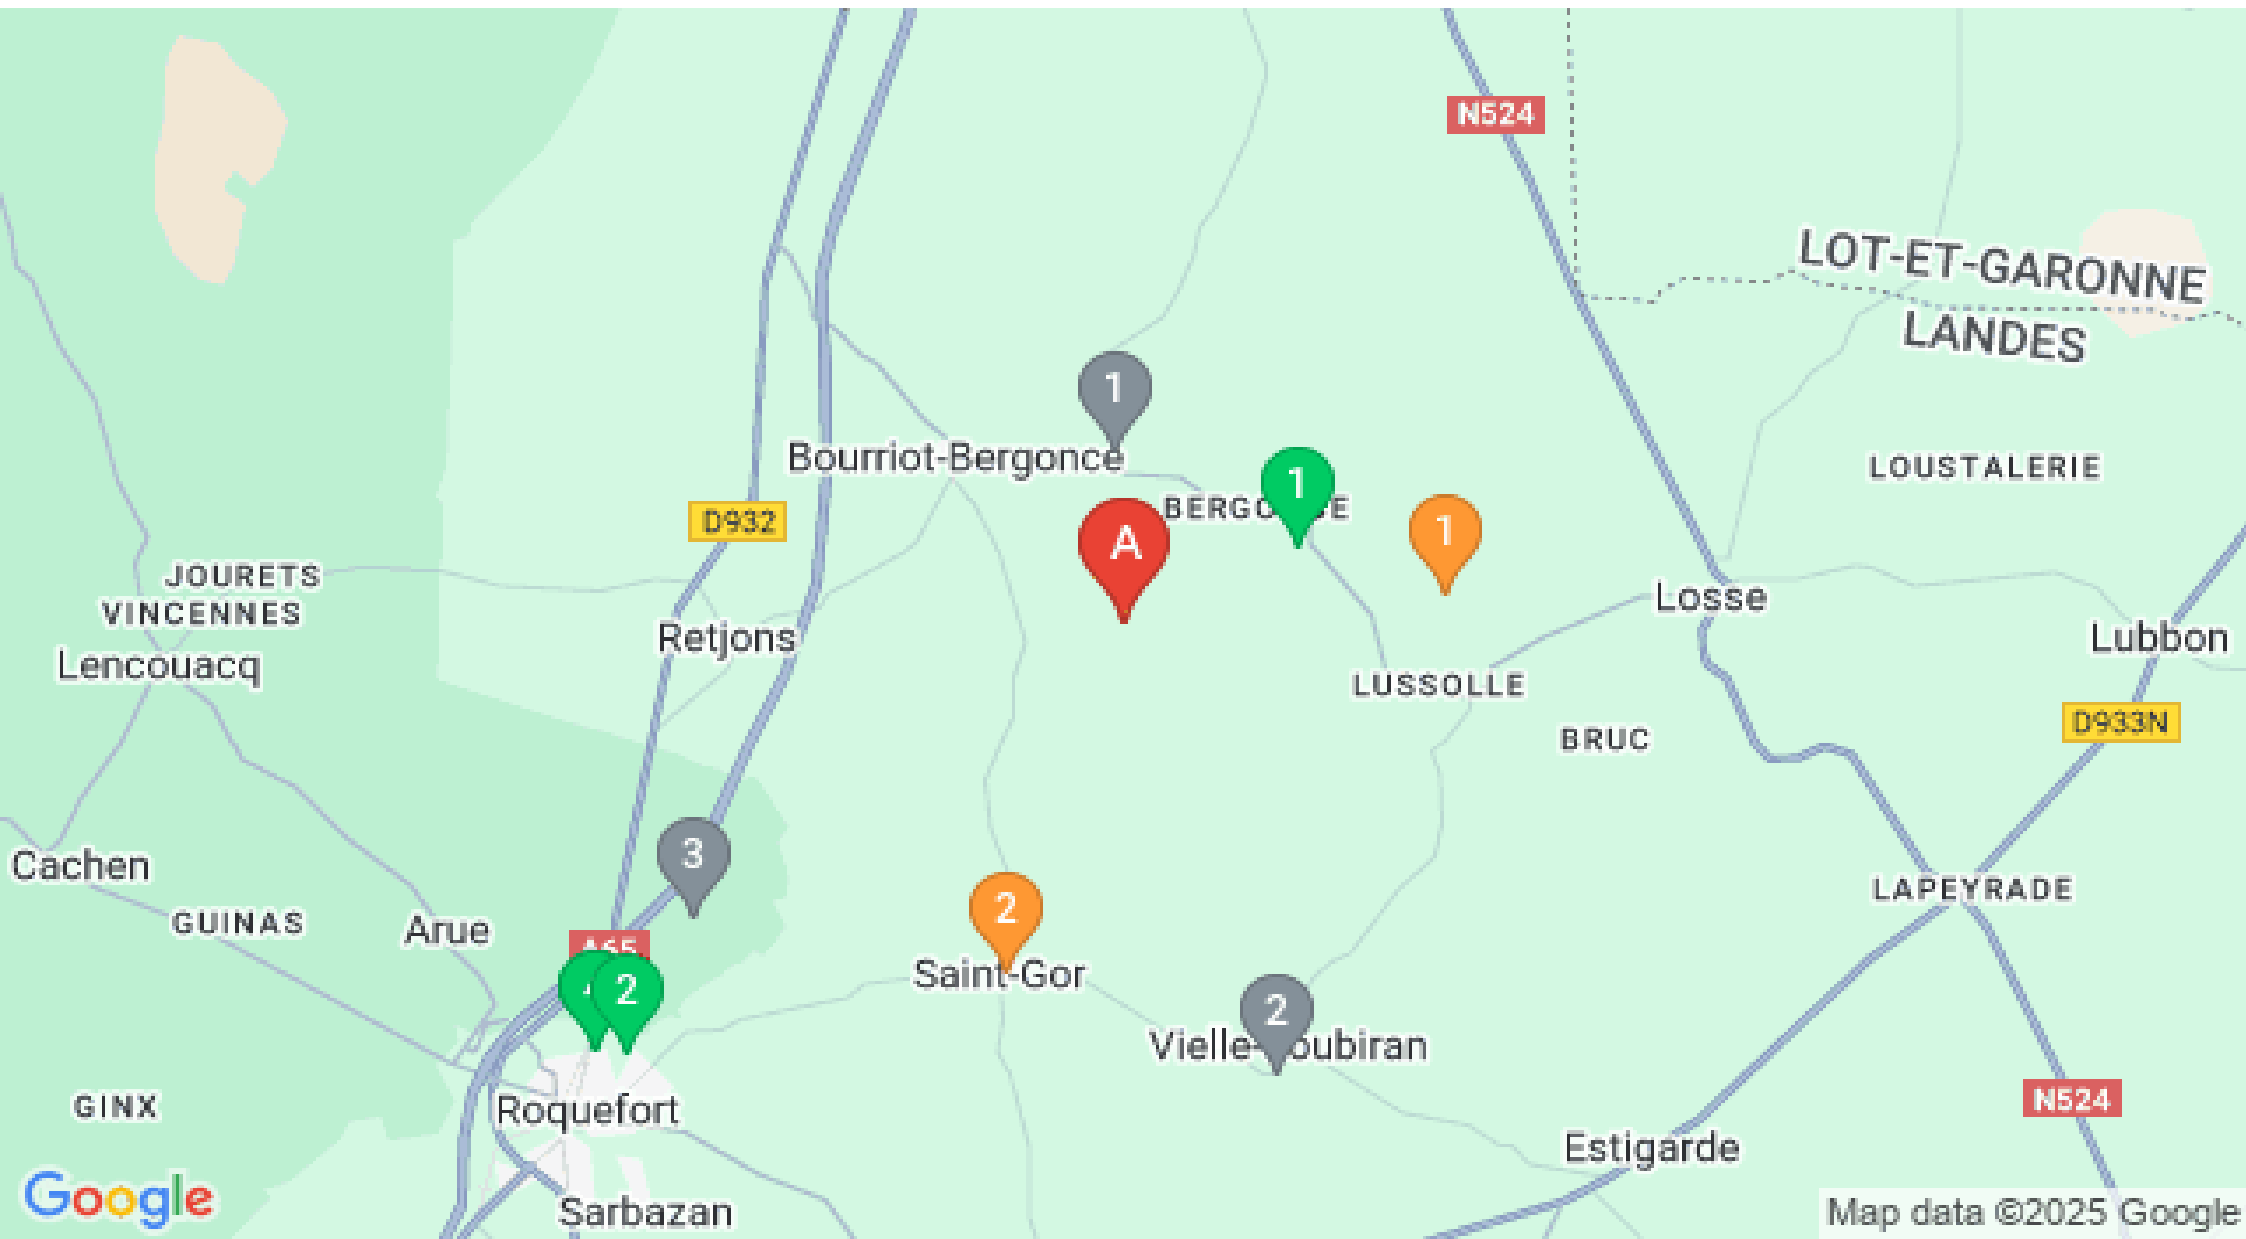 N524
LOT-ET-GARONNE
LANDES
1
Bourriot-Bergonce
LOUSTALERIE
1
1
D932
A
JOURETS
VINCENNES
Losse
Retjons
Lubbon
Lencouacq
LUSSOLLE
D933N
BRUC
3
Cachen
LAPEYRADE
2
GUINAS
Arue
A65
Saint-Gor
2
2
Estigarde
N524
GINX
Roquefort
Sarbazan
Google
Map data ©2025 Google